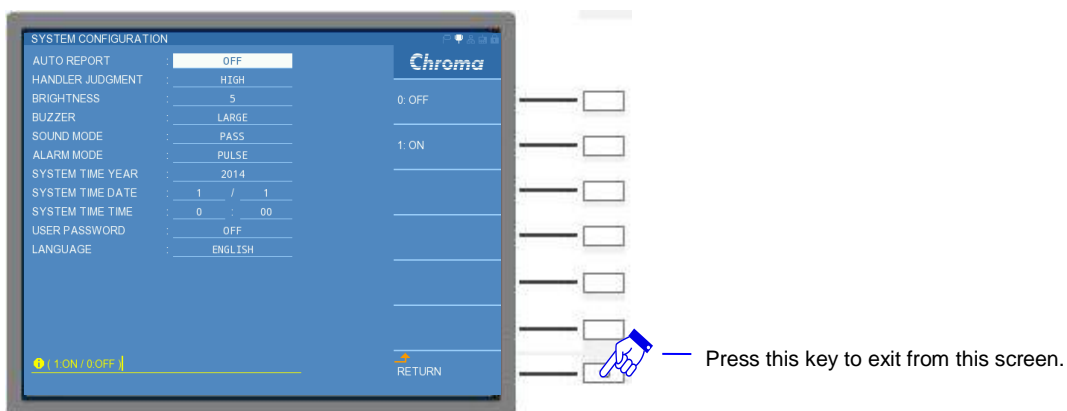 SYSTEM CONFIGURATION
Chroma
AUTO REPORT : OFF
HANDLER JUDGMENT : HIGH
BRIGHTNESS : 5
BUZZER : LARGE
SOUND MODE : PASS
ALARM MODE : PULSE
SYSTEM TIME YEAR : 2014
SYSTEM TIME DATE : 1 / 1
SYSTEM TIME TIME : 0 : 00
USER PASSWORD : OFF
LANGUAGE : ENGLISH
( 1:ON / 0:OFF )
0: OFF
1: ON
RETURN
Press this key to exit from this screen.